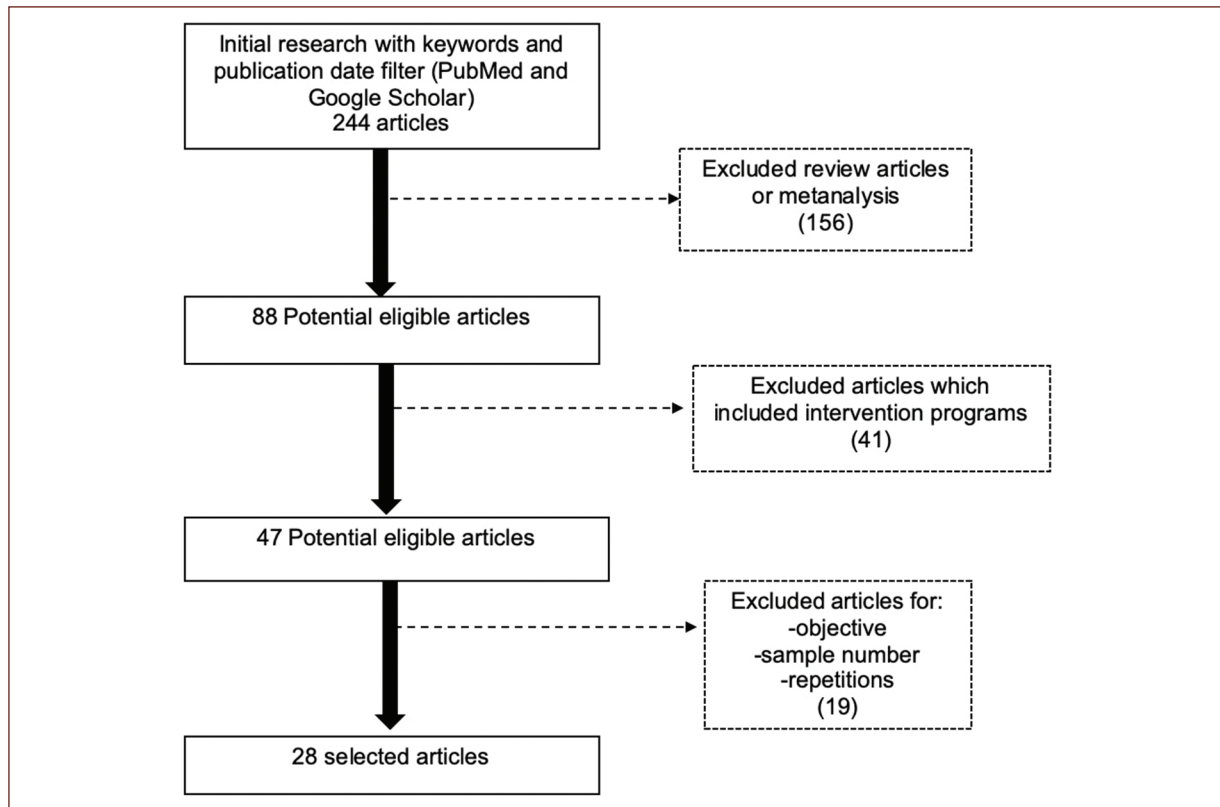 Initial research with keywords and
publication date filter (PubMed and
Google Scholar)
244 articles
Excluded review articles
or metanalysis
(156)
88 Potential eligible articles
Excluded articles which
included intervention programs
(41)
47 Potential eligible articles
Excluded articles for:
-objective
-sample number
-repetitions
(19)
28 selected articles